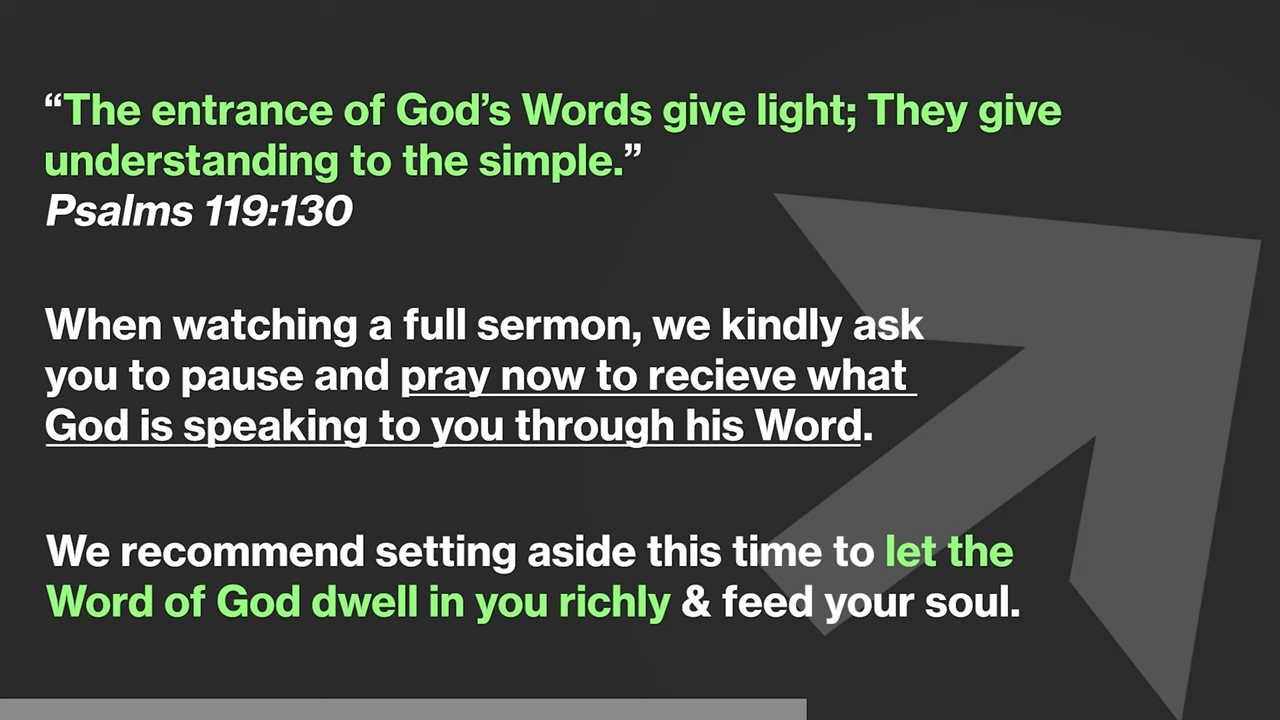 “The entrance of God’s Words give light; They give
understanding to the simple.”
Psalms 119:130
When watching a full sermon, we kindly ask
you to pause and pray now to recieve what
God is speaking to you through his Word.
We recommend setting aside this time to let the
Word of God dwell in you richly & feed your soul.